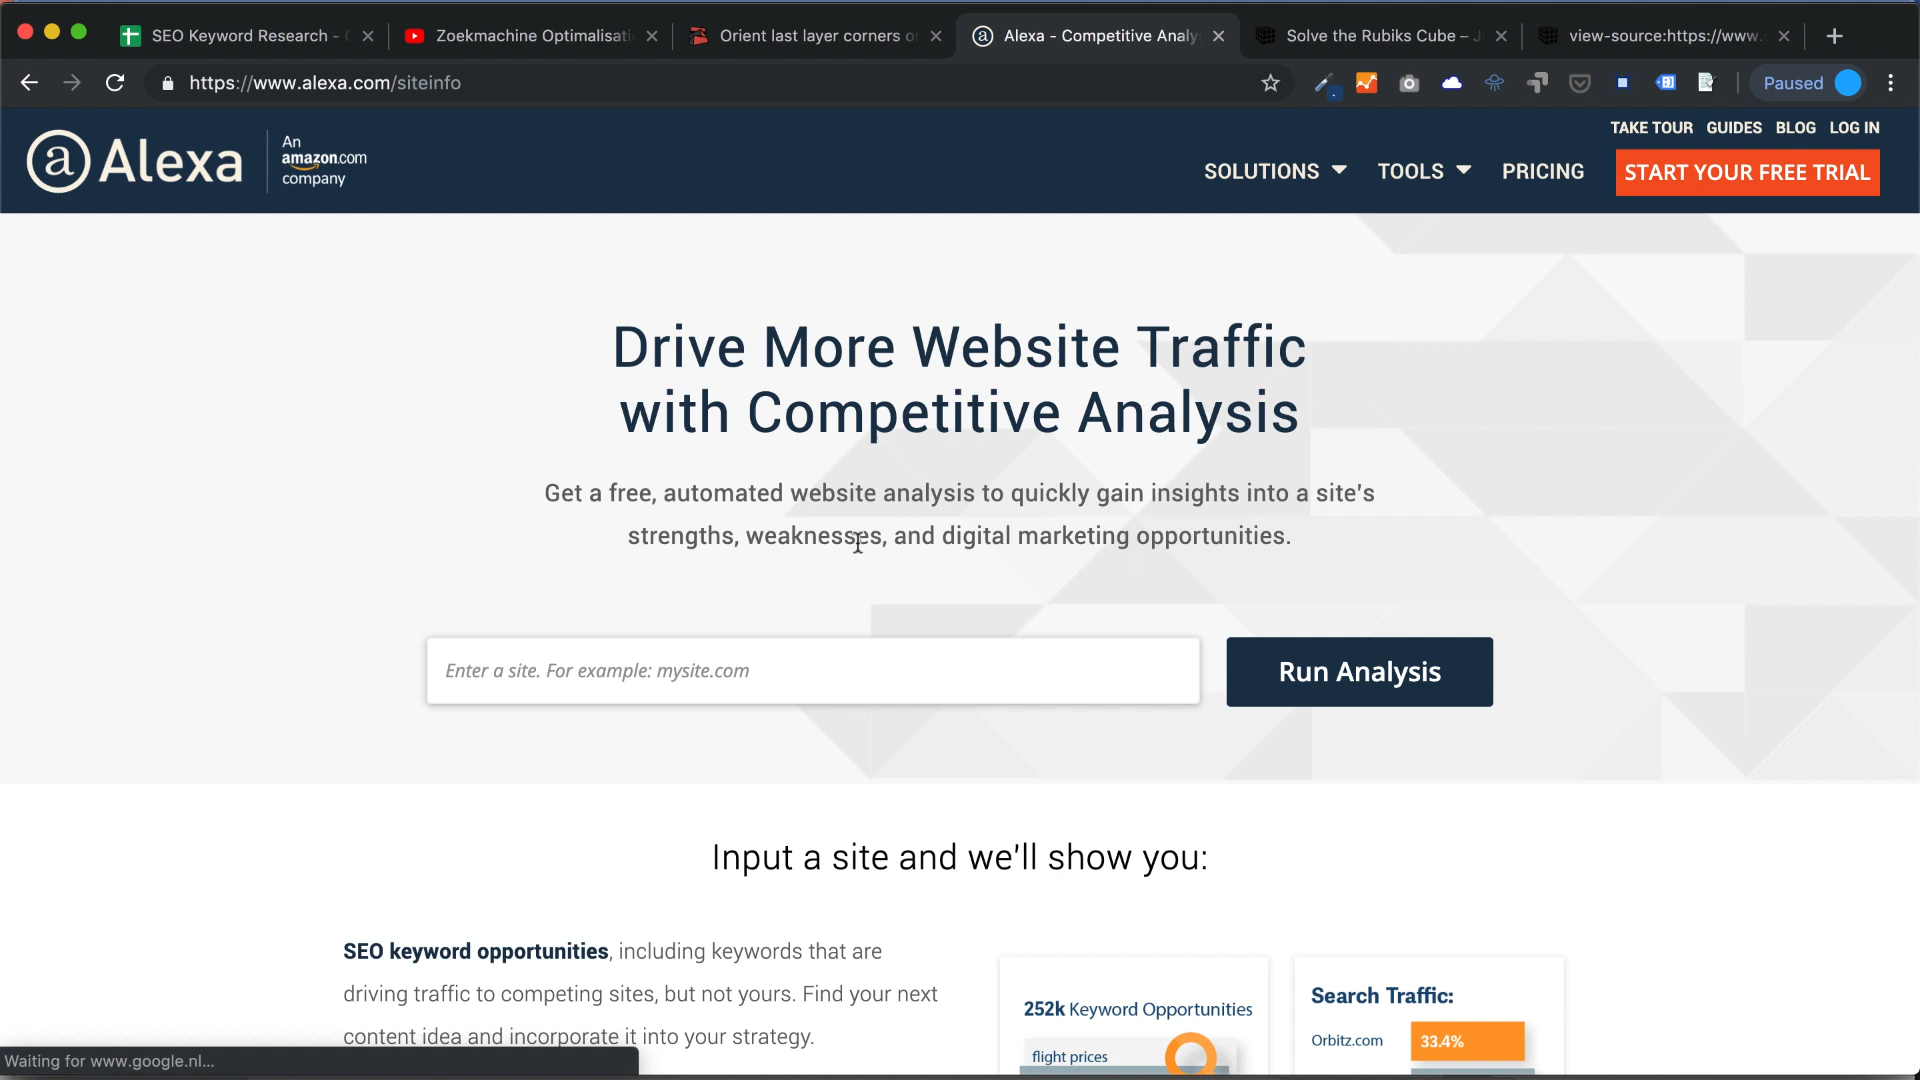 SEO Keyword Research -
Zoekmachine Optimalisati
Orient last layer corners o
Alexa - Competitive Analy
Solve the Rubiks Cube –
view-source:https://www.
https://www.alexa.com/siteinfo
Paused
TAKE TOUR GUIDES BLOG LOG IN
Alexa
An
amazon.com
company
SOLUTIONS TOOLS PRICING START YOUR FREE TRIAL
Drive More Website Traffic
with Competitive Analysis
Get a free, automated website analysis to quickly gain insights into a site's
strengths, weaknesses, and digital marketing opportunities.
Enter a site. For example: mysite.com
Run Analysis
Input a site and we'll show you:
SEO keyword opportunities, including keywords that are
driving traffic to competing sites, but not yours. Find your next
content idea and incorporate it into your strategy.
252k Keyword Opportunities
flight prices
Search Traffic:
Orbitz.com 33.4%
Waiting for www.google.nl...